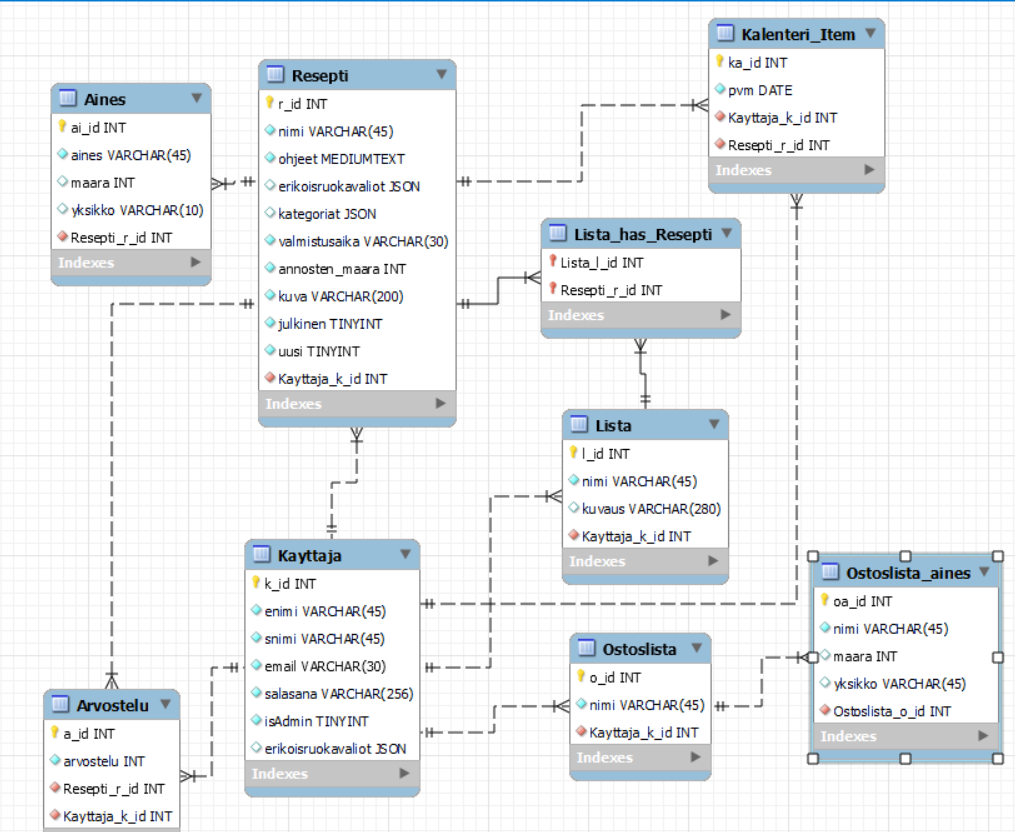 Kalenteri_Item
ka_id INT
pvm DATE
Kayttaja_k_id INT
Resepti_r_id INT
Indexes
Resepti
r_id INT
nimi VARCHAR(45)
ohjeet MEDIUMTEXT
erikoisruokavaliot JSON
kategoriat JSON
valmistusaika VARCHAR(30)
annosten_maara INT
kuva VARCHAR(200)
julkinen TINYINT
uusi TINYINT
Kayttaja_k_id INT
Indexes
Aines
ai_id INT
aines VARCHAR(45)
maara INT
yksikko VARCHAR(10)
Resepti_r_id INT
Indexes
Lista_has_Resepti
Lista_l_id INT
Resepti_r_id INT
Indexes
Lista
l_id INT
nimi VARCHAR(45)
kuvaus VARCHAR(280)
Kayttaja_k_id INT
Indexes
Kayttaja
k_id INT
enimi VARCHAR(45)
snimi VARCHAR(45)
email VARCHAR(30)
salasana VARCHAR(256)
isAdmin TINYINT
erikoisruokavaliot JSON
Indexes
Ostoslista_aines
oa_id INT
nimi VARCHAR(45)
maara INT
yksikko VARCHAR(45)
Ostoslista_o_id INT
Indexes
Ostoslista
o_id INT
nimi VARCHAR(45)
Kayttaja_k_id INT
Indexes
Arvostelu
a_id INT
arvostelu INT
Resepti_r_id INT
Kayttaja_k_id INT